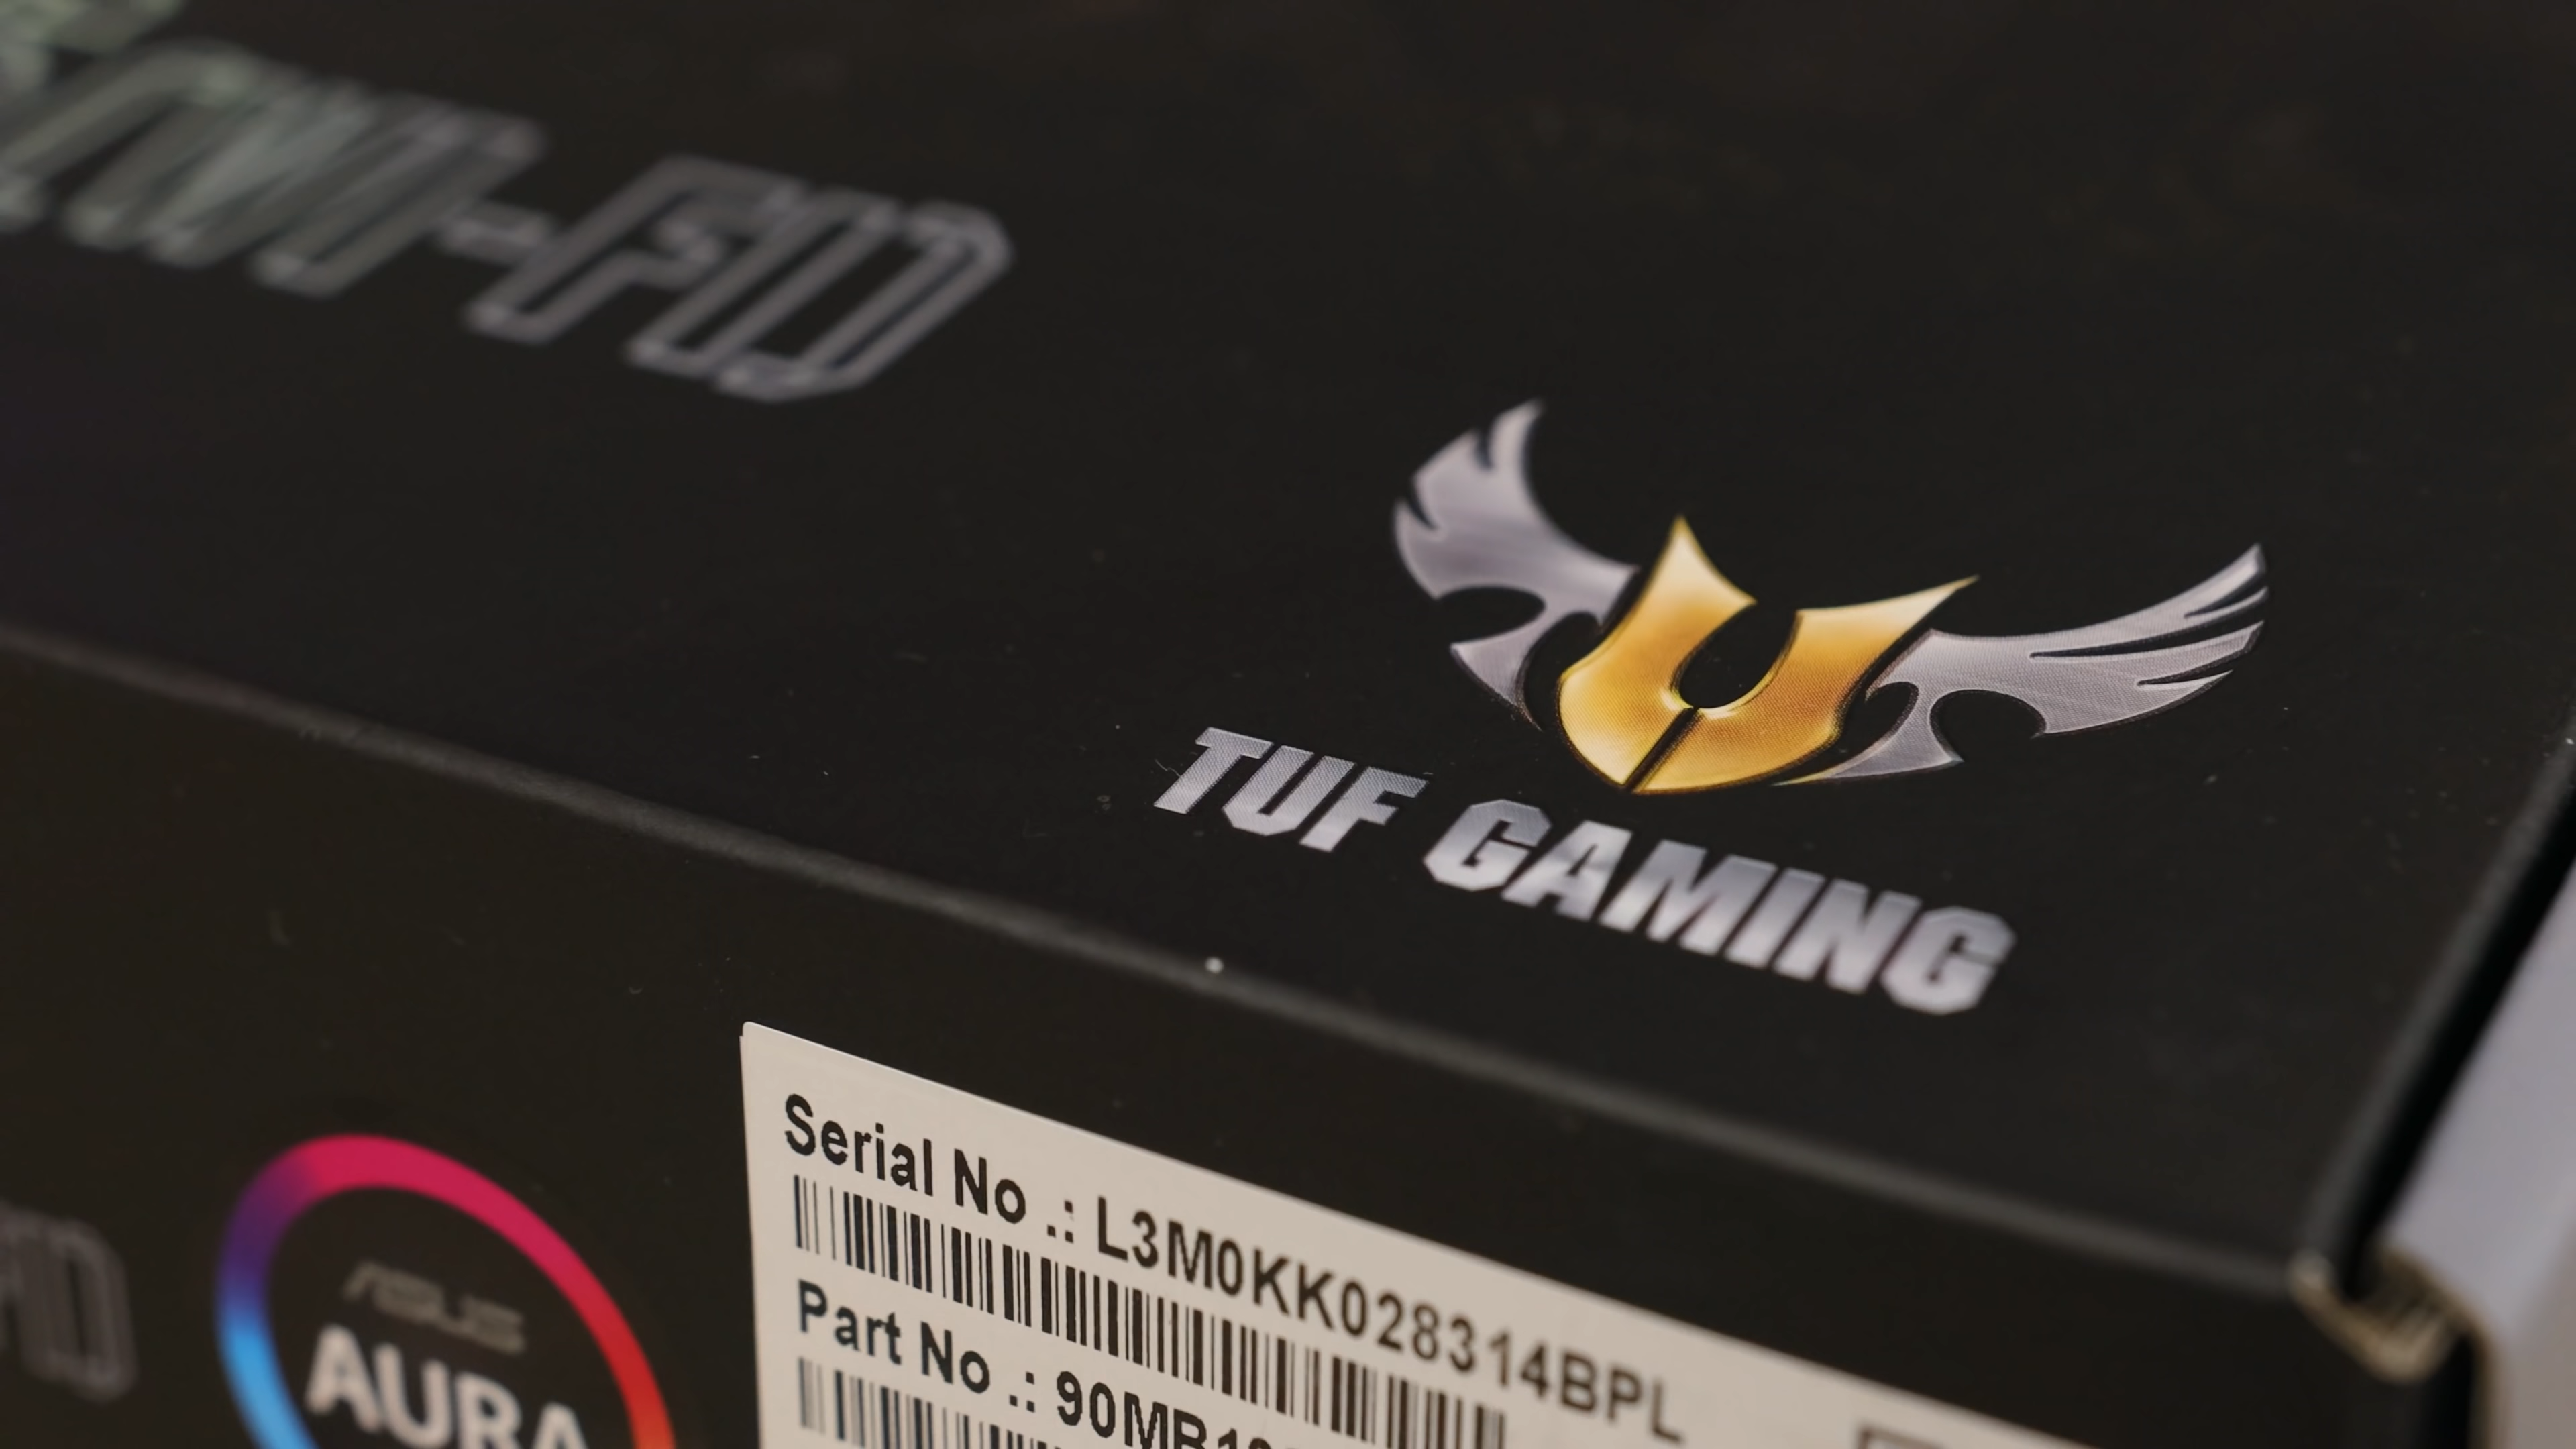 TUF GAMING
Serial No .: L3M0KK028314BPL
Part No .:
ASUS
AURA